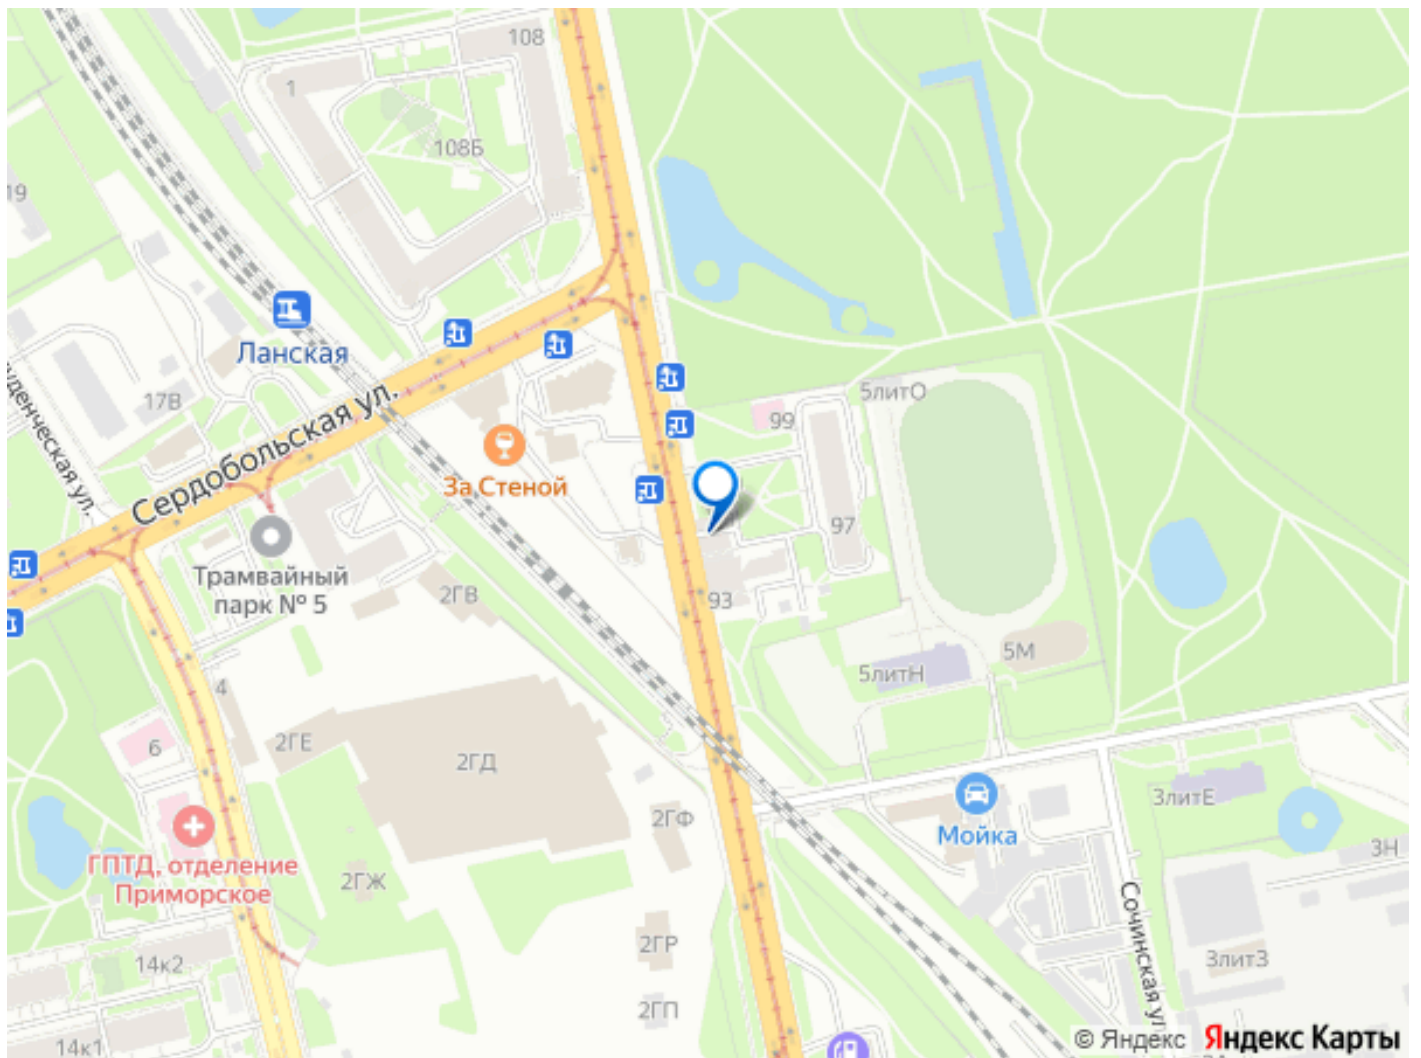 108
1
108Б
19
Ланская
17В
Сердобольская ул.
За Стеной
5литО
99
97
Трамвайный
парк № 5
2ГВ
93
5М
5литН
4
2ГЕ
6
2ГД
3литЕ
Мойка
2ГФ
3Н
ГПТД, отделение
Приморское
2ГЖ
Сочинская ул
2ГР
3литЗ
14к2
2ГП
14к1
© Яндекс Яндекс Карты